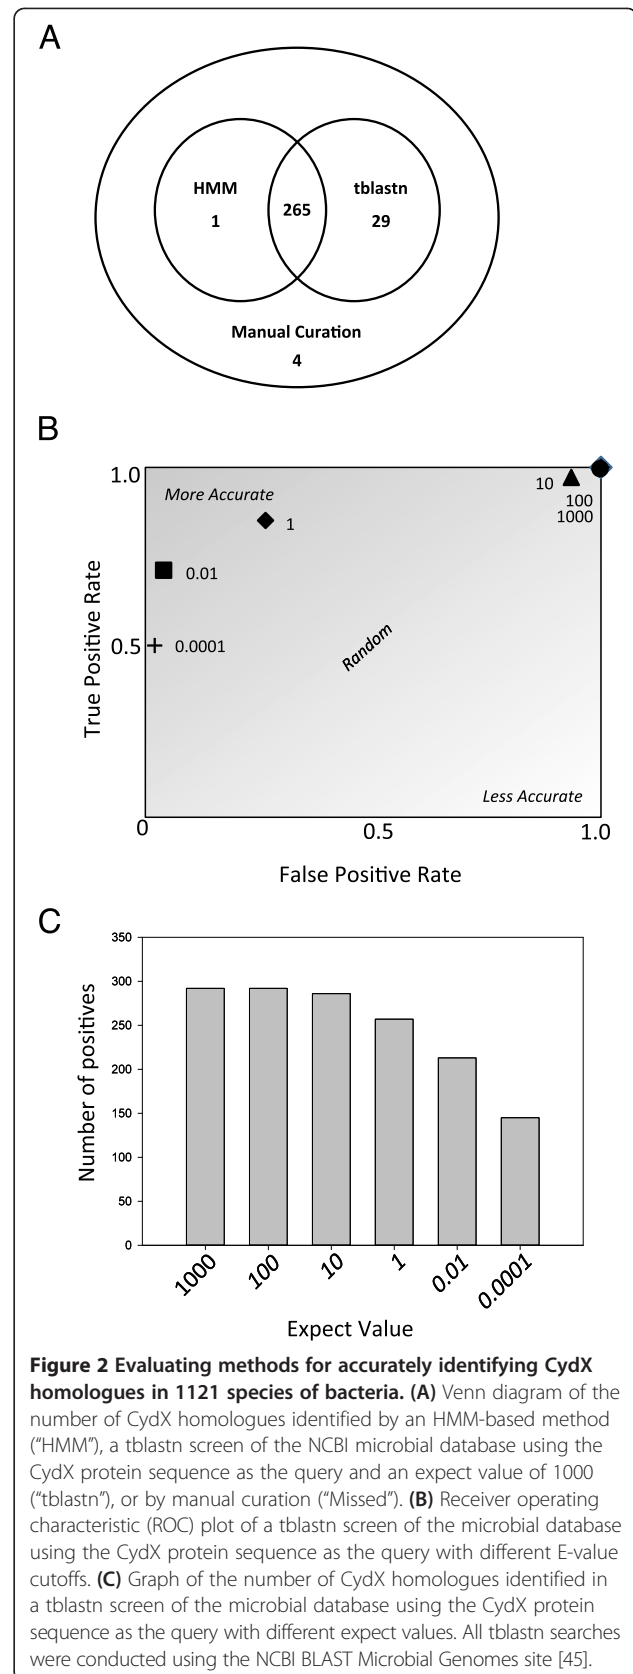 A
HMM
1
265
tblastn
29
Manual Curation
4
B
1.0
More Accurate
10
100
1000
1
0.01
0.0001
0.5
Random
True Positive Rate
Less Accurate
0
0.5
1.0
False Positive Rate
C
350
300
250
200
150
100
50
0
Number of positives
1000
100
10
1
0.01
0.0001
Expect Value
Figure 2 Evaluating methods for accurately identifying CydX
homologues in 1121 species of bacteria. (A) Venn diagram of the
number of CydX homologues identified by an HMM-based method
("HMM"), a tblastn screen of the NCBI microbial database using the
CydX protein sequence as the query and an expect value of 1000
("tblastn"), or by manual curation ("Missed"). (B) Receiver operating
characteristic (ROC) plot of a tblastn screen of the microbial database
using the CydX protein sequence as the query with different E-value
cutoffs. (C) Graph of the number of CydX homologues identified in
a tblastn screen of the microbial database using the CydX protein
sequence as the query with different expect values. All tblastn searches
were conducted using the NCBI BLAST Microbial Genomes site [45].